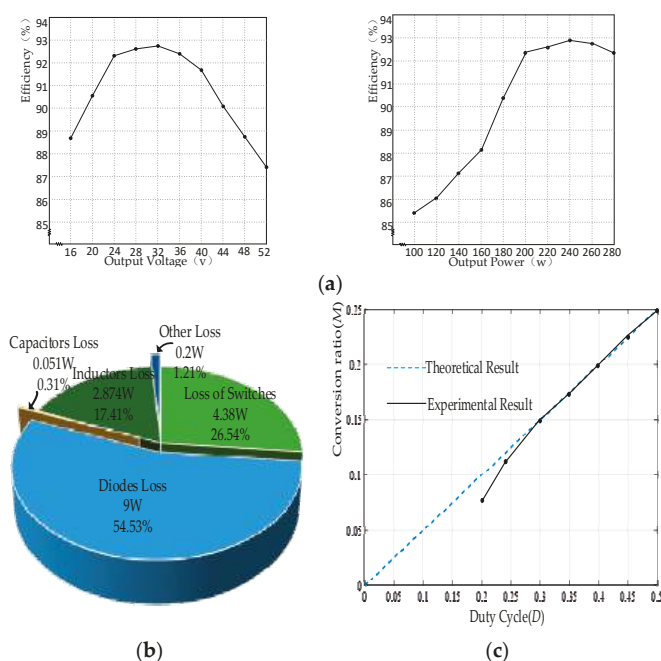 94
93
92
91
90
89
88
87
86
85
Efficiency（%）
16 20 24 28 32 36 40 44 48 52
Output Voltage（v）
94
93
92
91
90
89
88
87
86
85
Efficiency（%）
100 120 140 160 180 200 220 240 260 280
Output Power（w）
(a)
Capacitors Loss
0.051W
0.31%
Inductors Loss
2.874W
17.41%
Other Loss
0.2W
1.21%
Loss of Switches
4.38W
26.54%
Diodes Loss
9W
54.53%
(b)
0.25
0.2
0.15
0.1
0.05
0
Conversion ratio(M)
Theoretical Result
Experimental Result
0 0.05 0.1 0.15 0.2 0.25 0.3 0.35 0.4 0.45 0.5
Duty Cycle(D)
(c)